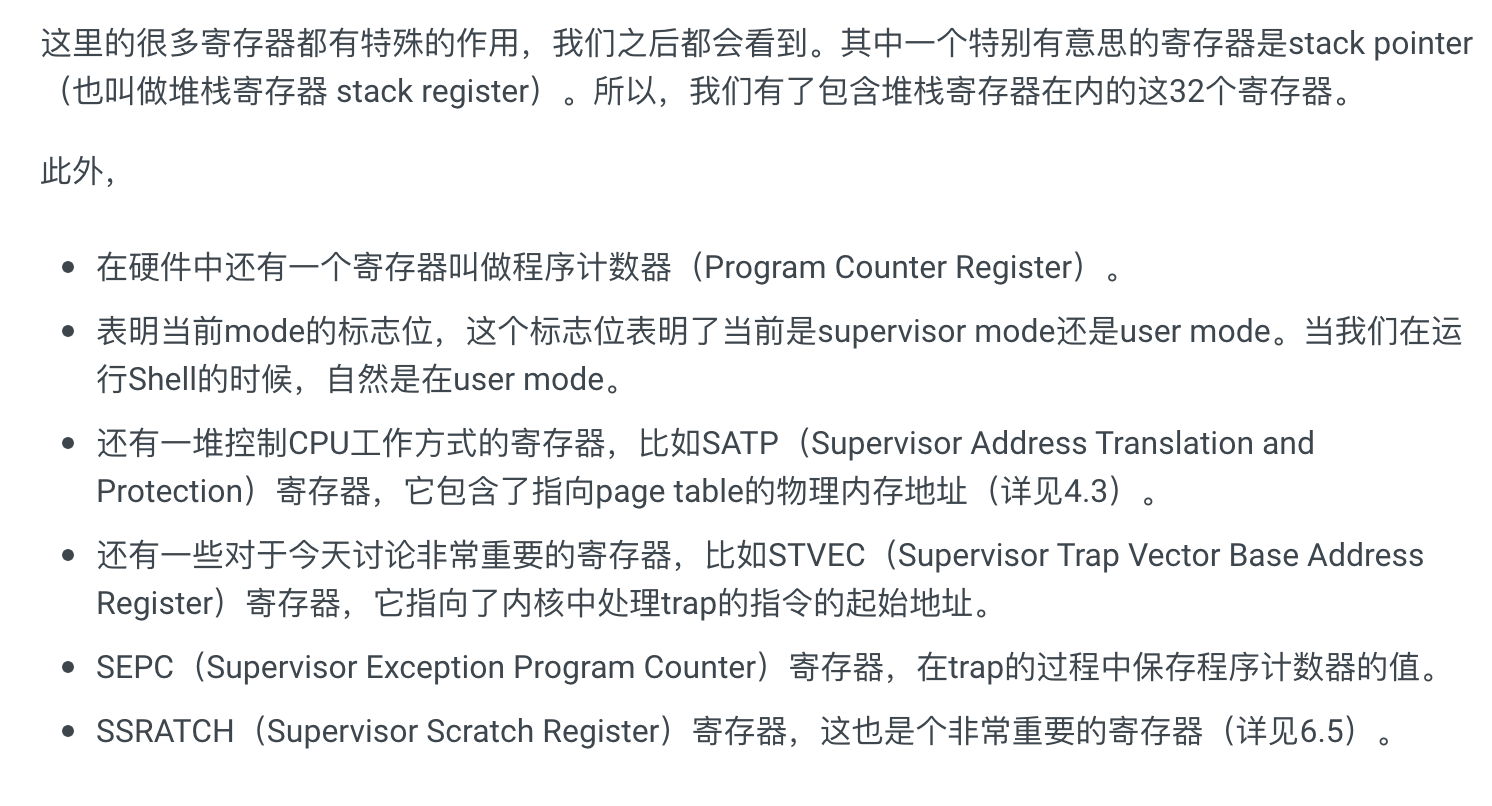 这里的很多寄存器都有特殊的作用，我们之后都会看到。其中一个特别有意思的寄存器是stack pointer
（也叫做堆栈寄存器 stack register）。所以，我们有了包含堆栈寄存器在内的这32个寄存器。
此外，
在硬件中还有一个寄存器叫做程序计数器（Program Counter Register）。
表明当前mode的标志位，这个标志位表明了当前是supervisor mode还是user mode。当我们在运
行Shell的时候，自然是在user mode。
还有一堆控制CPU工作方式的寄存器，比如SATP（Supervisor Address Translation and
Protection）寄存器，它包含了指向page table的物理内存地址（详见4.3）。
还有一些对于今天讨论非常重要的寄存器，比如STVEC（Supervisor Trap Vector Base Address
Register）寄存器，它指向了内核中处理trap的指令的起始地址。
SEPC（Supervisor Exception Program Counter）寄存器，在trap的过程中保存程序计数器的值。
SSRATCH（Supervisor Scratch Register）寄存器，这也是个非常重要的寄存器（详见6.5）。